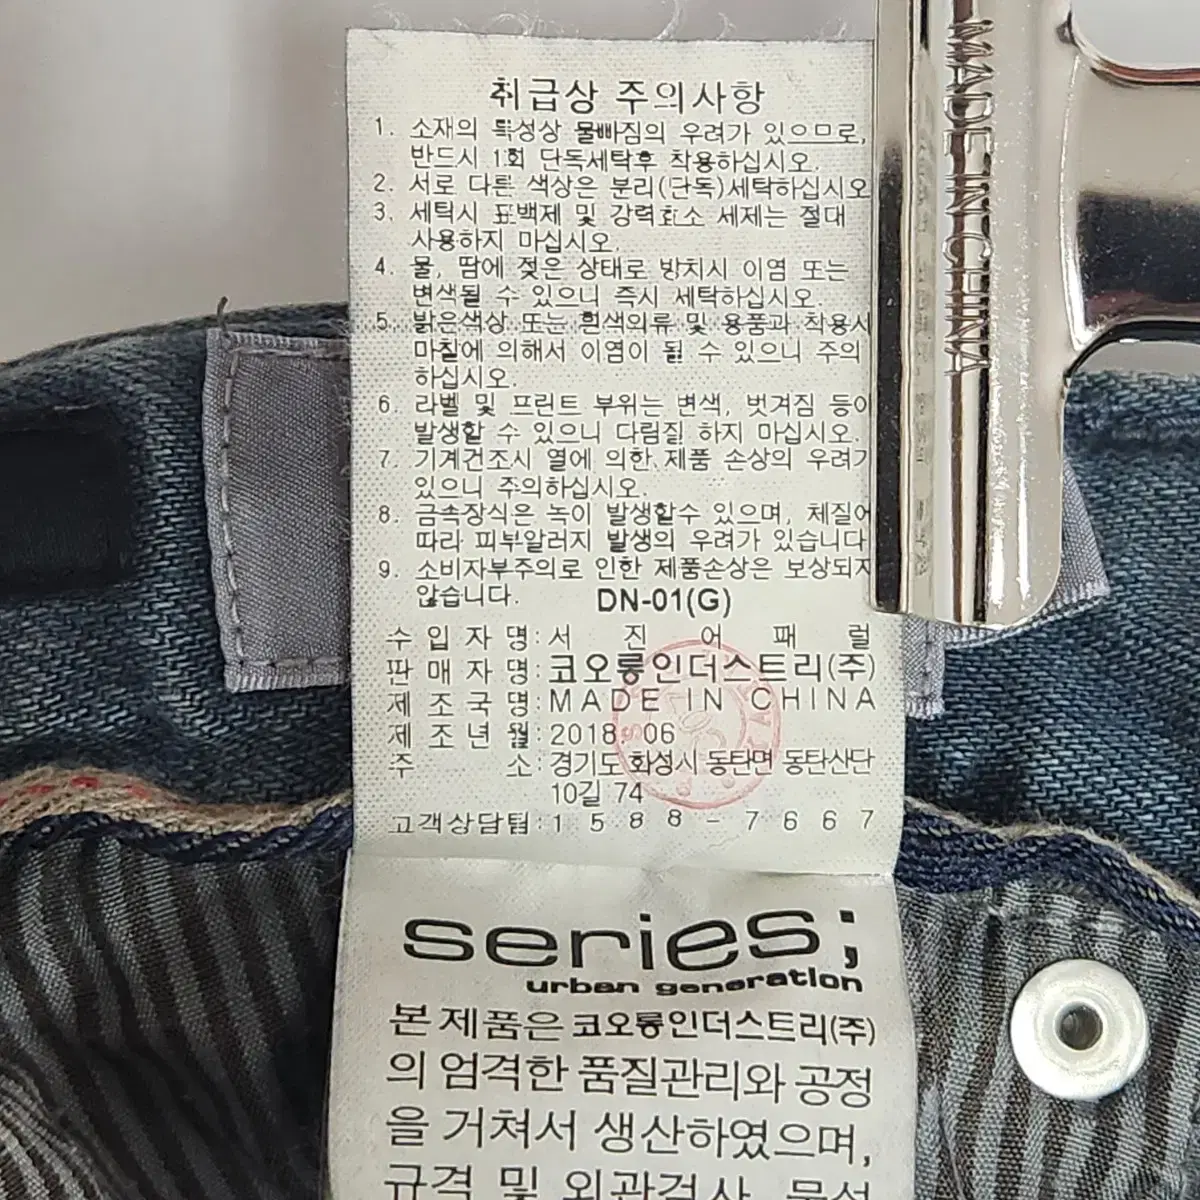 취급상 주의사항
1. 소재의 특성상 물빠짐의 우려가 있으므로,
반드시 1회 단독세탁후 착용하십시오.
2. 서로 다른 색상은 분리(단독)세탁하십시오
3. 세탁시 표백제 및 강력효소 세제는 절대
사용하지 마십시오.
4. 물, 땀에 젖은 상태로 방치시 이염 또는
변색될 수 있으니 즉시 세탁하십시오.
5. 밝은색상 또는 흰색의류 및 용품과 착용시
마찰에 의해서 이염이 될 수 있으니 주의
하십시오.
6. 라벨 및 프린트 부위는 변색, 벗겨짐 등이
발생할 수 있으니 다림질 하지 마십시오.
7. 기계건조시 열에 의한 제품 손상의 우려가
있으니 주의하십시오.
8. 금속장식은 녹이 발생할수 있으며, 체질에
따라 피부알러지 발생의 우려가 있습니다
9. 소비자부주의로 인한 제품손상은 보상되지
않습니다. DN-01(G)
수입자명:서진어패럴
판매자명:코오롱인더스트리(주)
제조국명:MADE IN CHINA
제조년월:2018. 06
주소:경기도 화성시 동탄면 동탄산단
10길 74
고객상담팀:1588-7667
series;
urban generation
본 제품은 코오롱인더스트리(주)
의 엄격한 품질관리와 공정
을 거쳐서 생산하였으며,
규격 및 외관검사
MADE IN CHINA